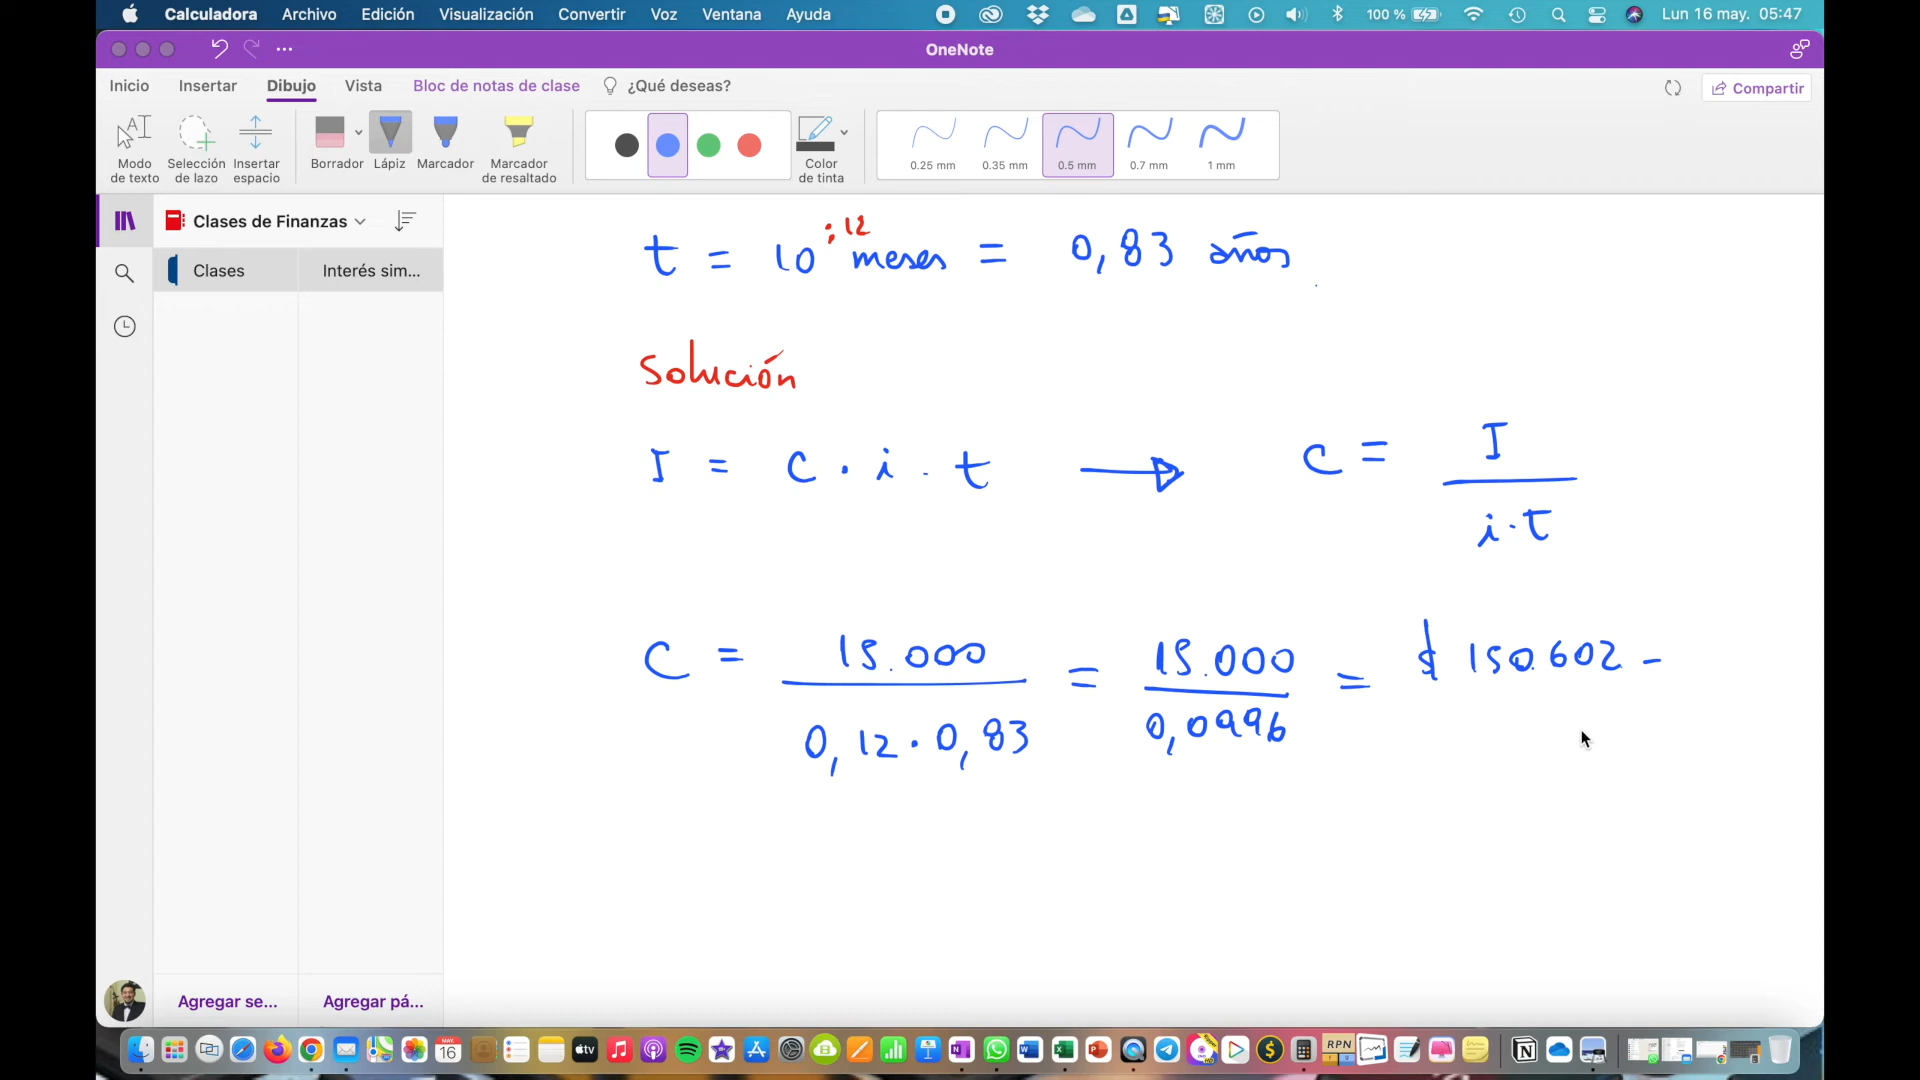 Calculadora Archivo Edición Visualización Convertir Voz Ventana Ayuda 100 % Lun 16 may. 05:47
OneNote
Inicio Insertar Dibujo Vista Bloc de notas de clase ¿Qué deseas? Compartir
Modo de texto
Selección de lazo
Insertar espacio
Borrador
Lápiz
Marcador
Marcador de resaltado
Color de tinta
0.25 mm 0.35 mm 0.5 mm 0.7 mm 1 mm
Clases de Finanzas
Clases Interés sim...
:12
t = 10 meses = 0,83 años
Solución
I = C · i · t → C = I / i·t
C = 15.000 / 0,12 · 0,83 = 15.000 / 0,0996 = $ 150.602 -
Agregar se... Agregar pá...
MAY. 16
tv
RPN